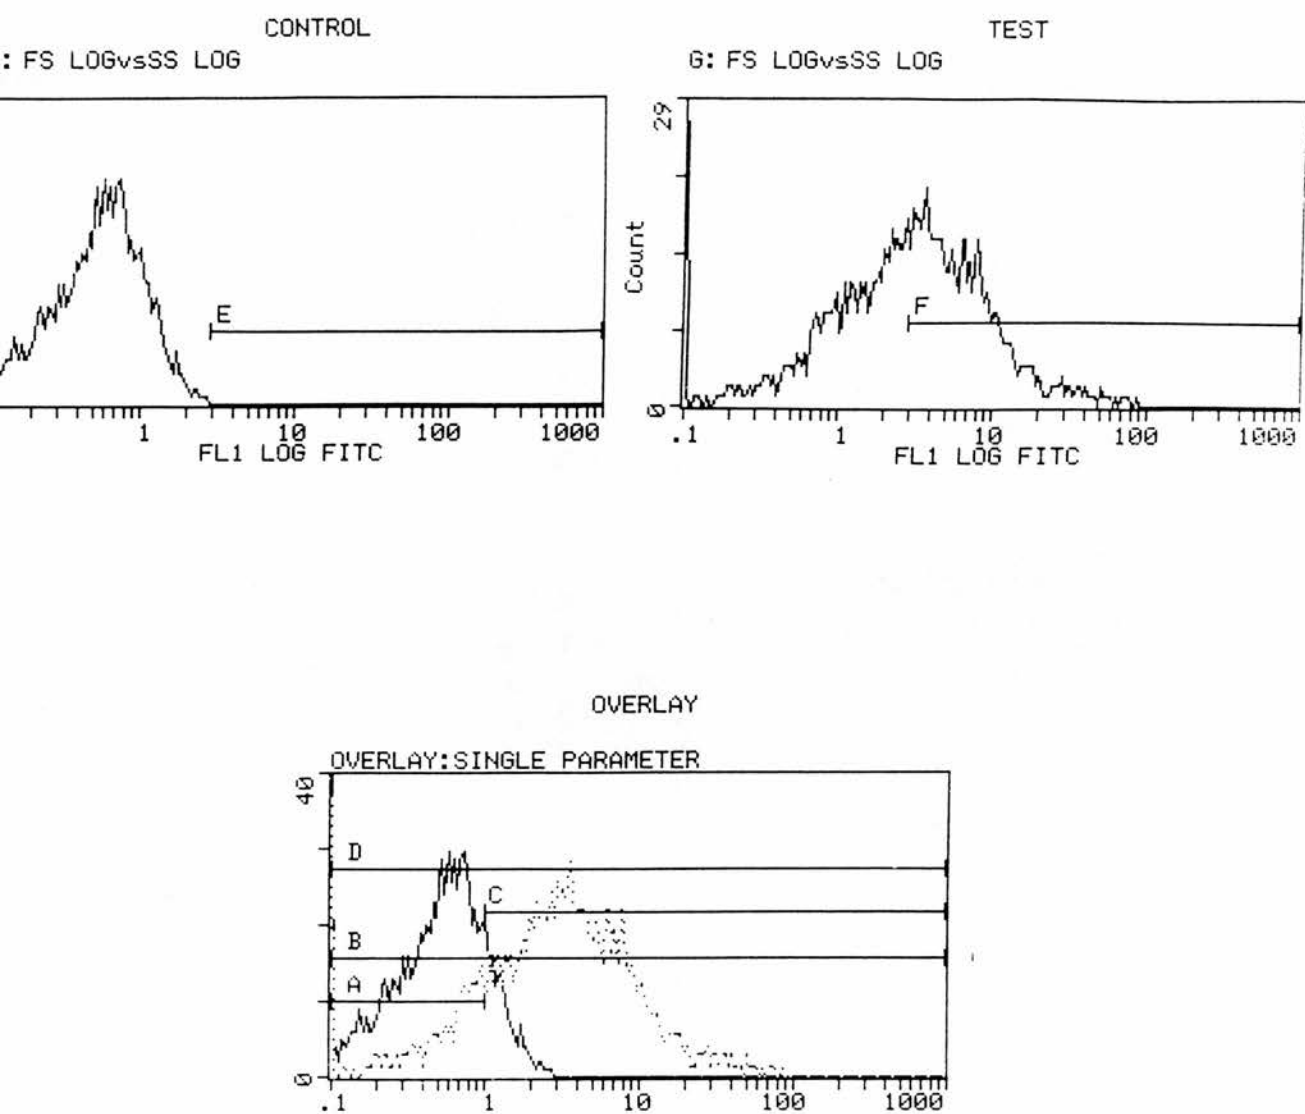 CONTROL
: FS LOGvsSS LOG
E
1 10 100 1000
FL1 LOG FITC
TEST
G: FS LOGvsSS LOG
29
Count
0
F
.1 1 10 100 1000
FL1 LOG FITC
OVERLAY
OVERLAY:SINGLE PARAMETER
40
D
C
B
A
0
.1 1 10 100 1000